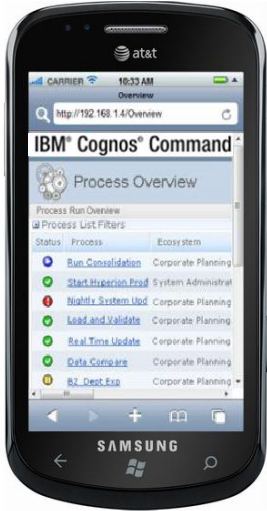 at&t
CARRIER 10:33 AM
Overview
http://192.168.1.4/Overview
IBM® Cognos® Command
Process Overview
Process Run Overview
Process List Filters
Status Process Ecosystem
Run Consolidation Corporate Planning
Start Hyperion Prod System Administrat
Nightly System Upd Corporate Planning
Load and Validate Corporate Planning
Real Time Update Corporate Planning
Data Compare Corporate Planning
B2_Dept Exp Corporate Planning
SAMSUNG